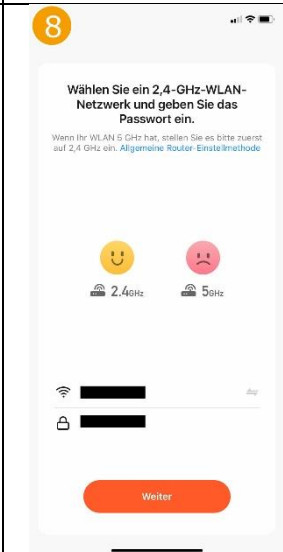 8
Wählen Sie ein 2,4-GHz-WLAN-
Netzwerk und geben Sie das
Passwort ein.
Wenn Ihr WLAN 5 GHz hat, stellen Sie es bitte zuerst
auf 2,4 GHz ein. Allgemeine Router-Einstellmethode
2.4GHz 5GHz
Weiter